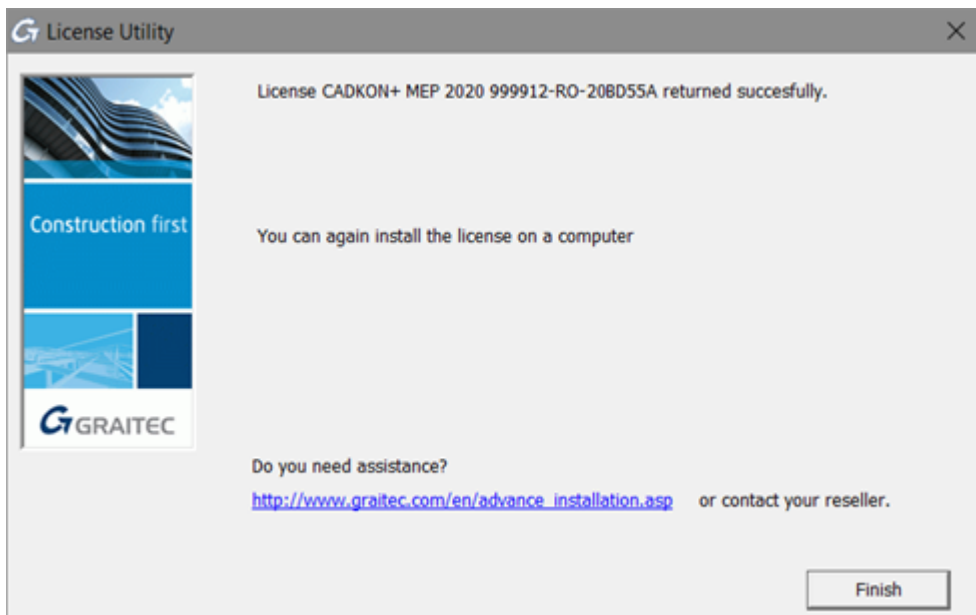 License Utility
License CADKON+ MEP 2020 999912-RO-20BD55A returned succesfully.
Construction first
You can again install the license on a computer
GRAITEC
Do you need assistance?
http://www.graitec.com/en/advance_installation.asp or contact your reseller.
Finish